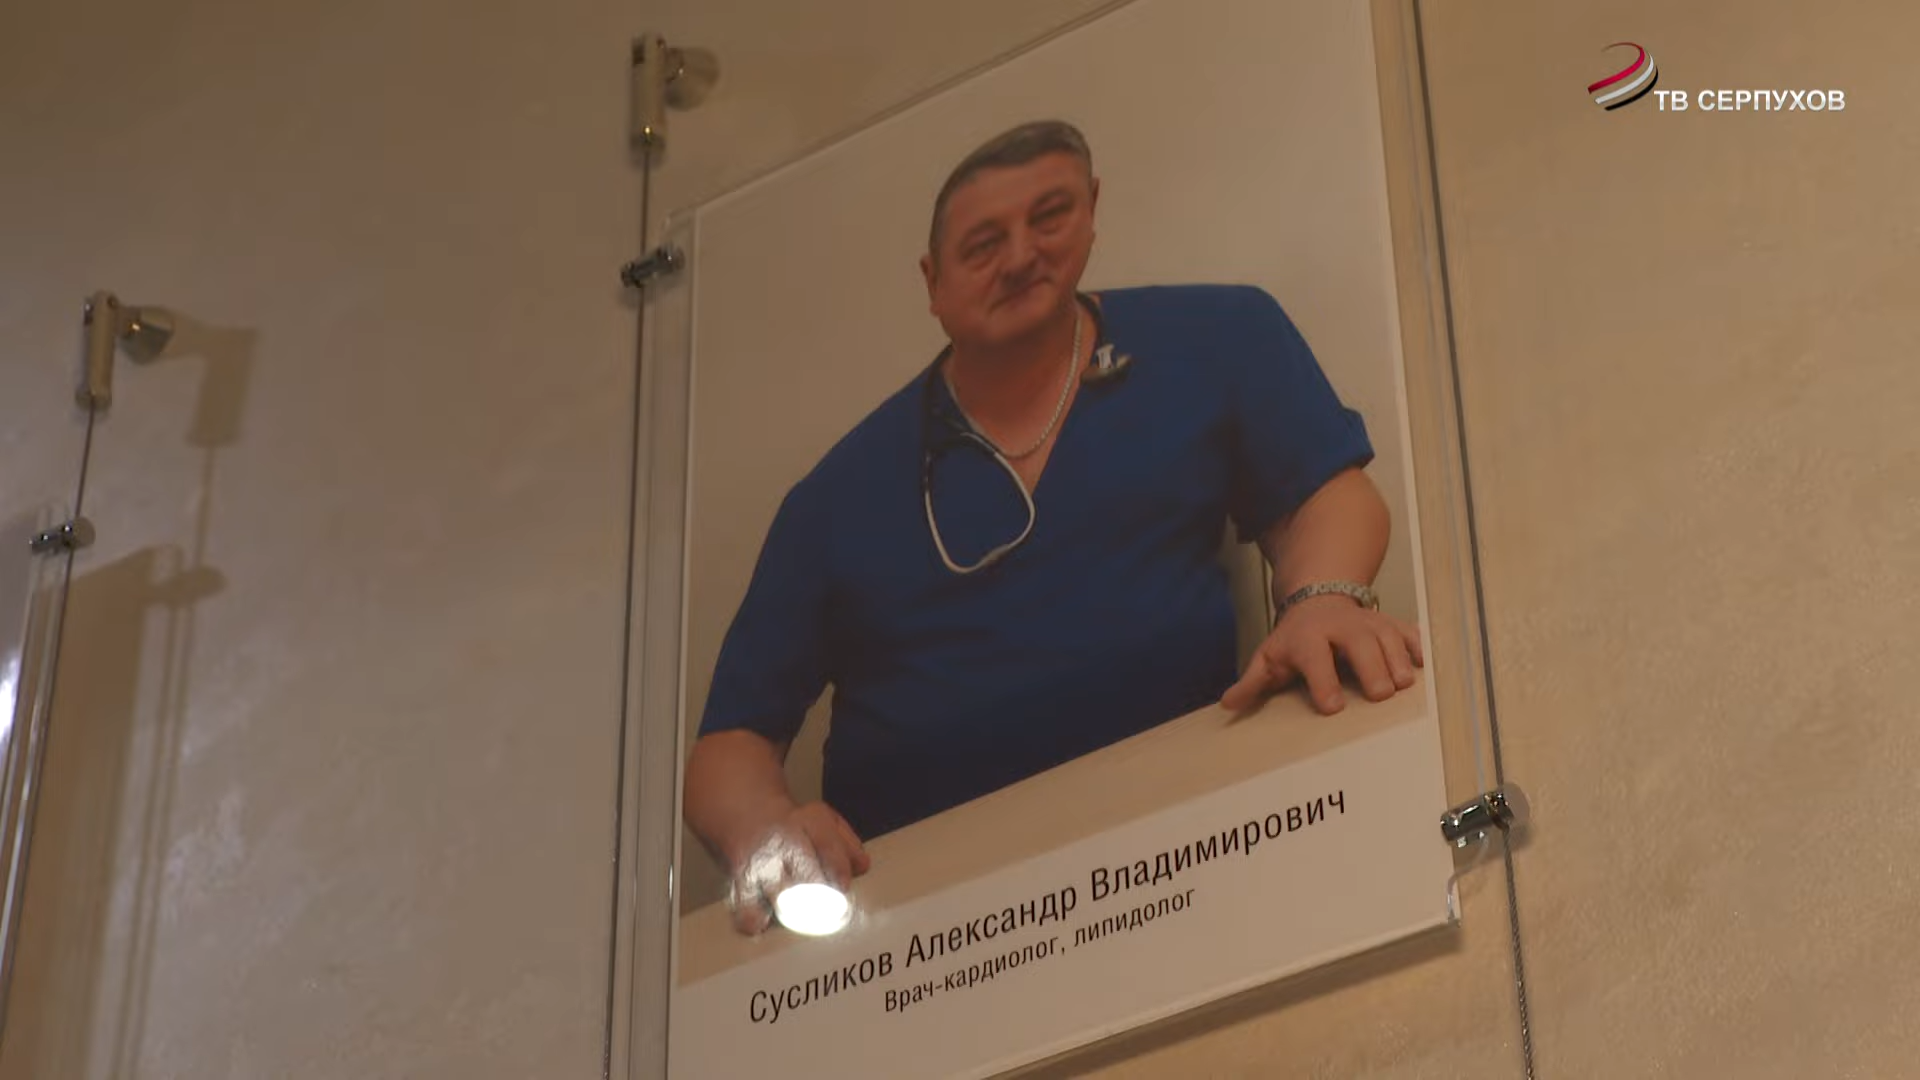 ТВ СЕРПУХОВ
Сусликов Александр Владимирович
Врач-кардиолог, липидолог